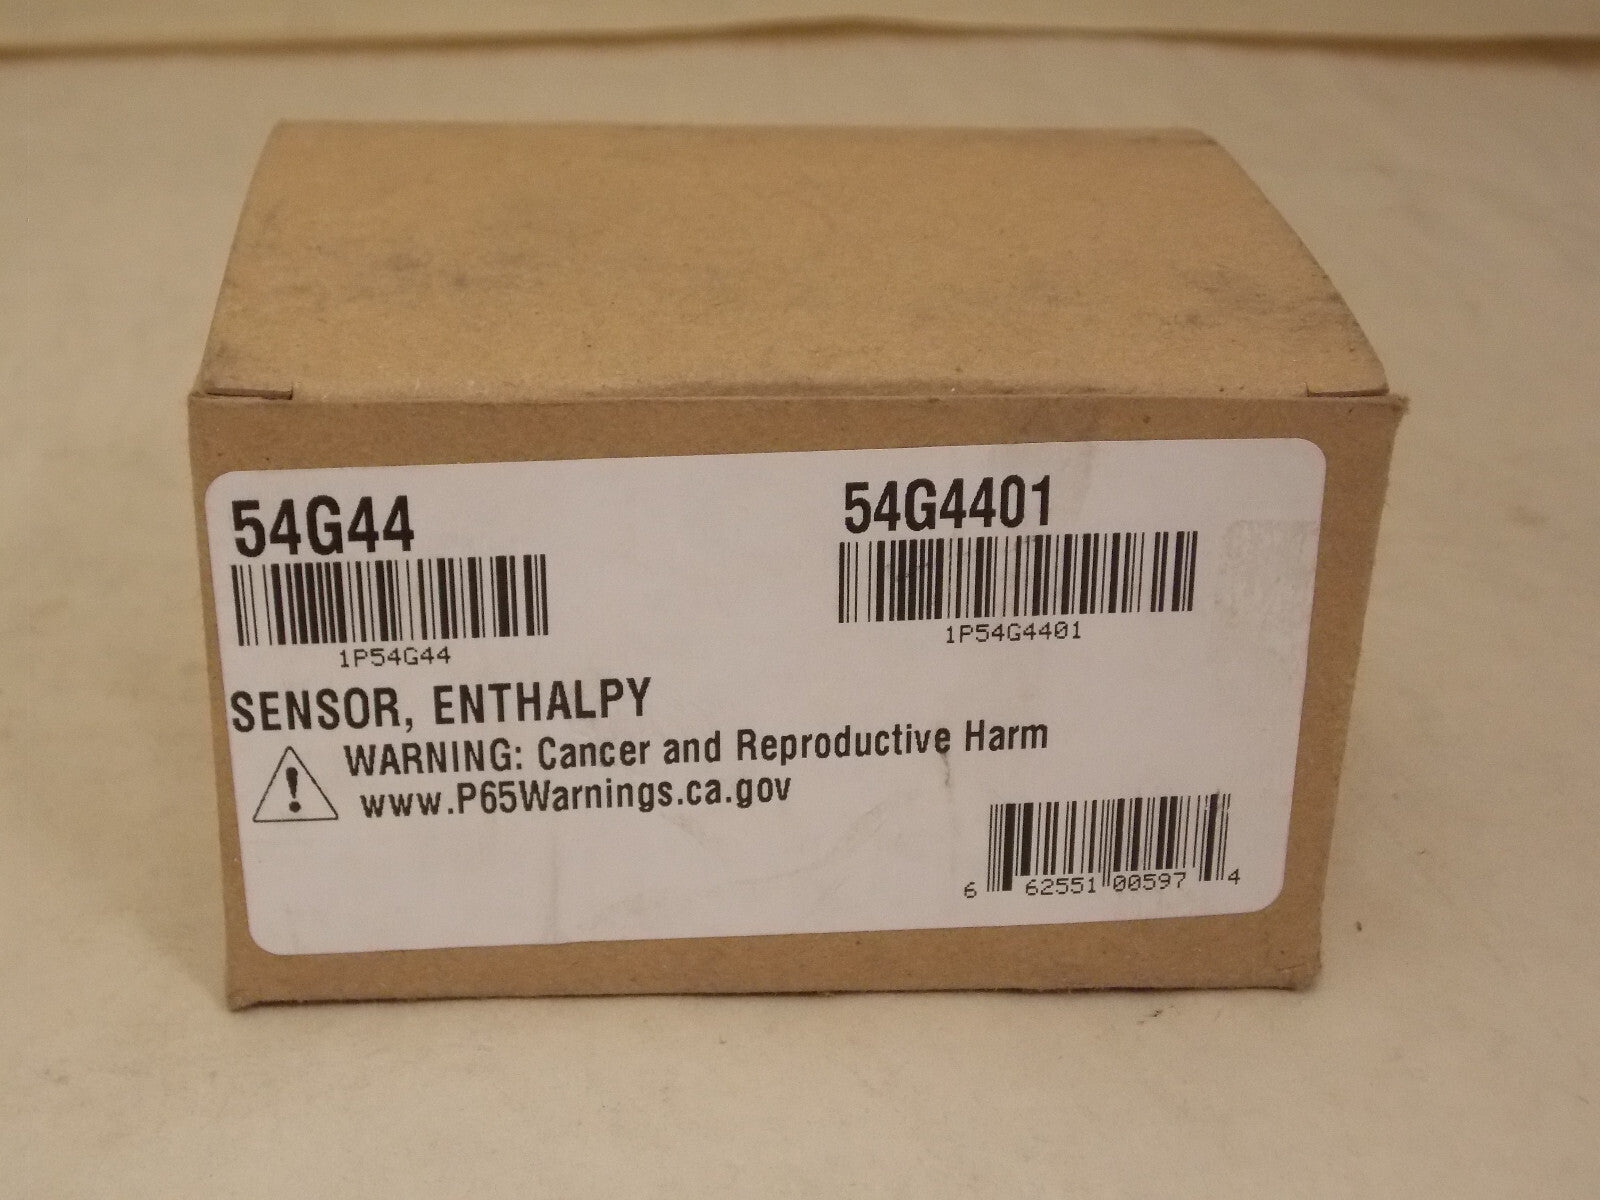 54G44
1P54G44
54G4401
1P54G4401
SENSOR, ENTHALPY
WARNING: Cancer and Reproductive Harm
www.P65Warnings.ca.gov
6 62551 00597 4